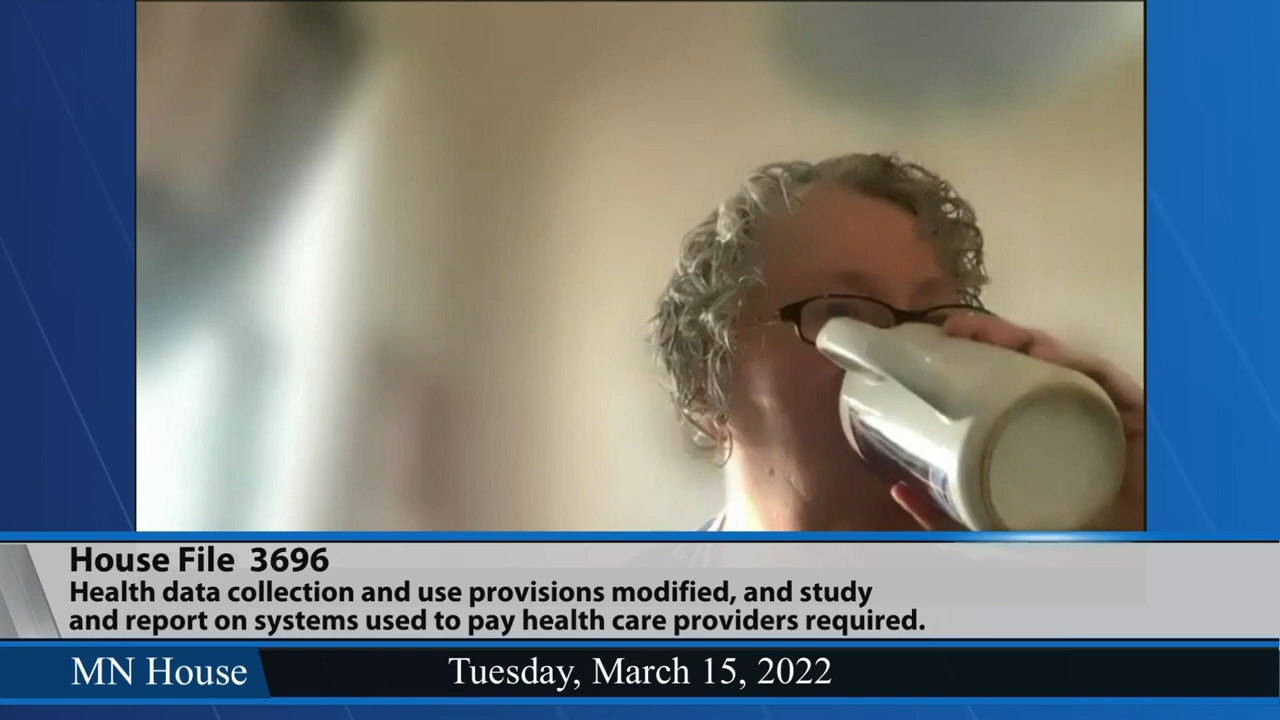 House File 3696
Health data collection and use provisions modified, and study
and report on systems used to pay health care providers required.
MN House
Tuesday, March 15, 2022